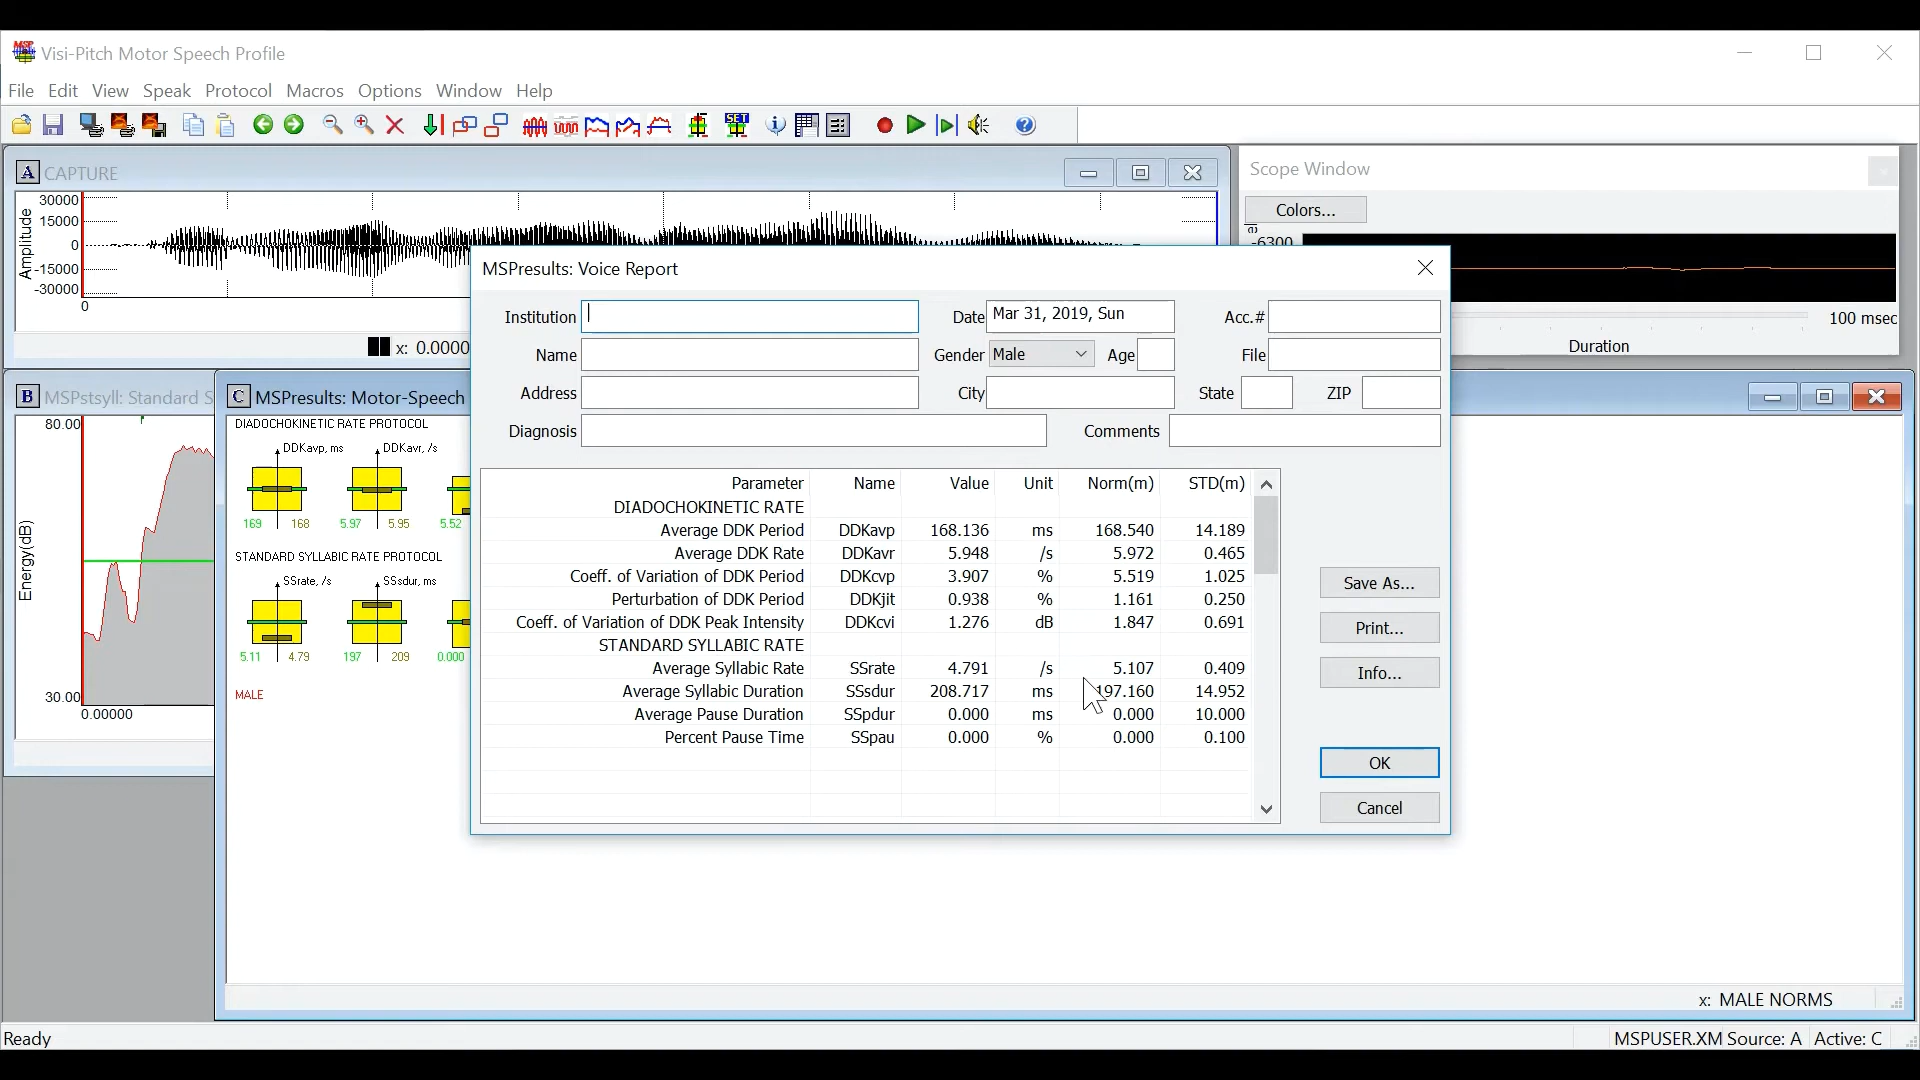 MSP Visi-Pitch Motor Speech Profile
File Edit View Speak Protocol Macros Options Window Help
SET
A CAPTURE
Scope Window
Colors...
Amplitude
30000
15000
0
-15000
-30000
0
-6300
100 msec
Duration
x: 0.0000
MSPresults: Voice Report
Institution
Date Mar 31, 2019, Sun
Acc.#
Name
Gender Male
Age
File
Address
City
State
ZIP
Diagnosis
Comments
Parameter Name Value Unit Norm(m) STD(m)
DIADOCHOKINETIC RATE
Average DDK Period DDKavp 168.136 ms 168.540 14.189
Average DDK Rate DDKavr 5.948 /s 5.972 0.465
Coeff. of Variation of DDK Period DDKcvp 3.907 % 5.519 1.025
Perturbation of DDK Period DDKjit 0.938 % 1.161 0.250
Coeff. of Variation of DDK Peak Intensity DDKcvi 1.276 dB 1.847 0.691
STANDARD SYLLABIC RATE
Average Syllabic Rate SSrate 4.791 /s 5.107 0.409
Average Syllabic Duration SSsdur 208.717 ms 197.160 14.952
Average Pause Duration SSpdur 0.000 ms 0.000 10.000
Percent Pause Time SSpau 0.000 % 0.000 0.100
Save As...
Print...
Info...
OK
Cancel
B MSPstsyll: Standard S
80.00
Energy(dB)
30.00
0.00000
C MSPresults: Motor-Speech
DIADOCHOKINETIC RATE PROTOCOL
DDKavp, ms DDKavr, /s
169 168 5.97 5.95 5.52
STANDARD SYLLABIC RATE PROTOCOL
SSrate, /s SSsdur, ms
5.11 4.79 197 209 0.000
MALE
x: MALE NORMS
Ready
MSPUSER.XM Source: A Active: C